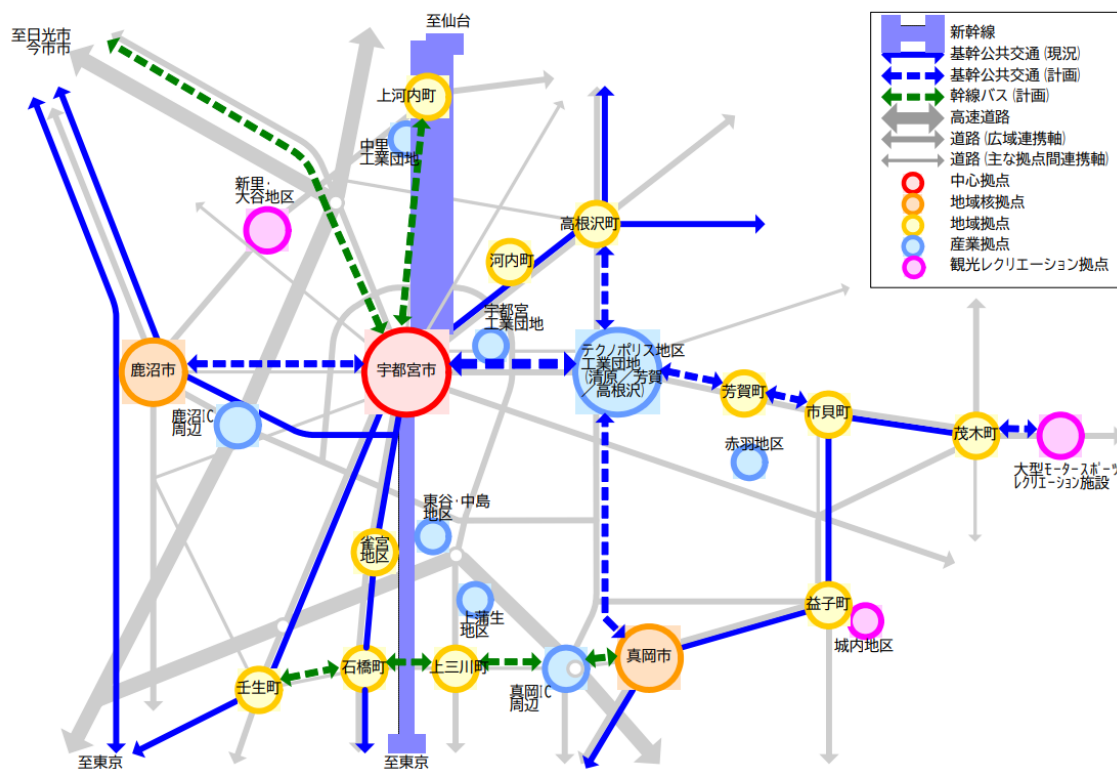 至仙台
至日光市
今市市
上河内町
中里
工業団地
新里・
大谷地区
高根沢町
河内町
宇都宮
工業団地
鹿沼市
宇都宮市
テクノポリス地区
工業団地
(清原／芳賀
／高根沢)
芳賀町
市貝町
茂木町
鹿沼IC
周辺
赤羽地区
大型モータースポーツ
レクリエーション施設
東谷・中島
地区
雀宮
地区
上蒲生
地区
益子町
城内地区
壬生町
石橋町
上三川町
真岡IC
周辺
真岡市
至東京
至東京
新幹線
基幹公共交通(現況)
基幹公共交通(計画)
幹線バス(計画)
高速道路
道路(広域連携軸)
道路(主な拠点間連携軸)
中心拠点
地域核拠点
地域拠点
産業拠点
観光レクリエーション拠点